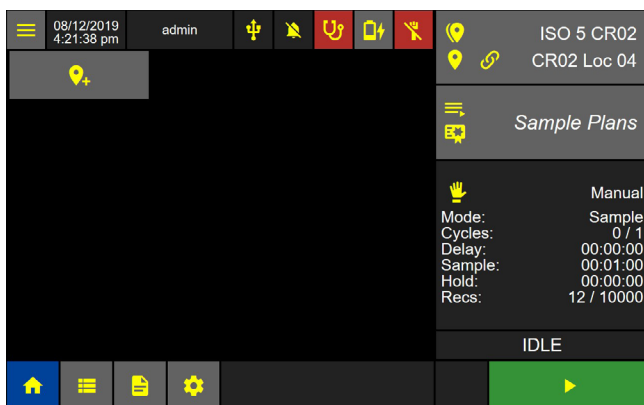 08/12/2019
4:21:38 pm
admin
ISO 5 CR02
CR02 Loc 04
Sample Plans
Manual
Mode: Sample
Cycles: 0 / 1
Delay: 00:00:00
Sample: 00:01:00
Hold: 00:00:00
Recs: 12 / 10000
IDLE